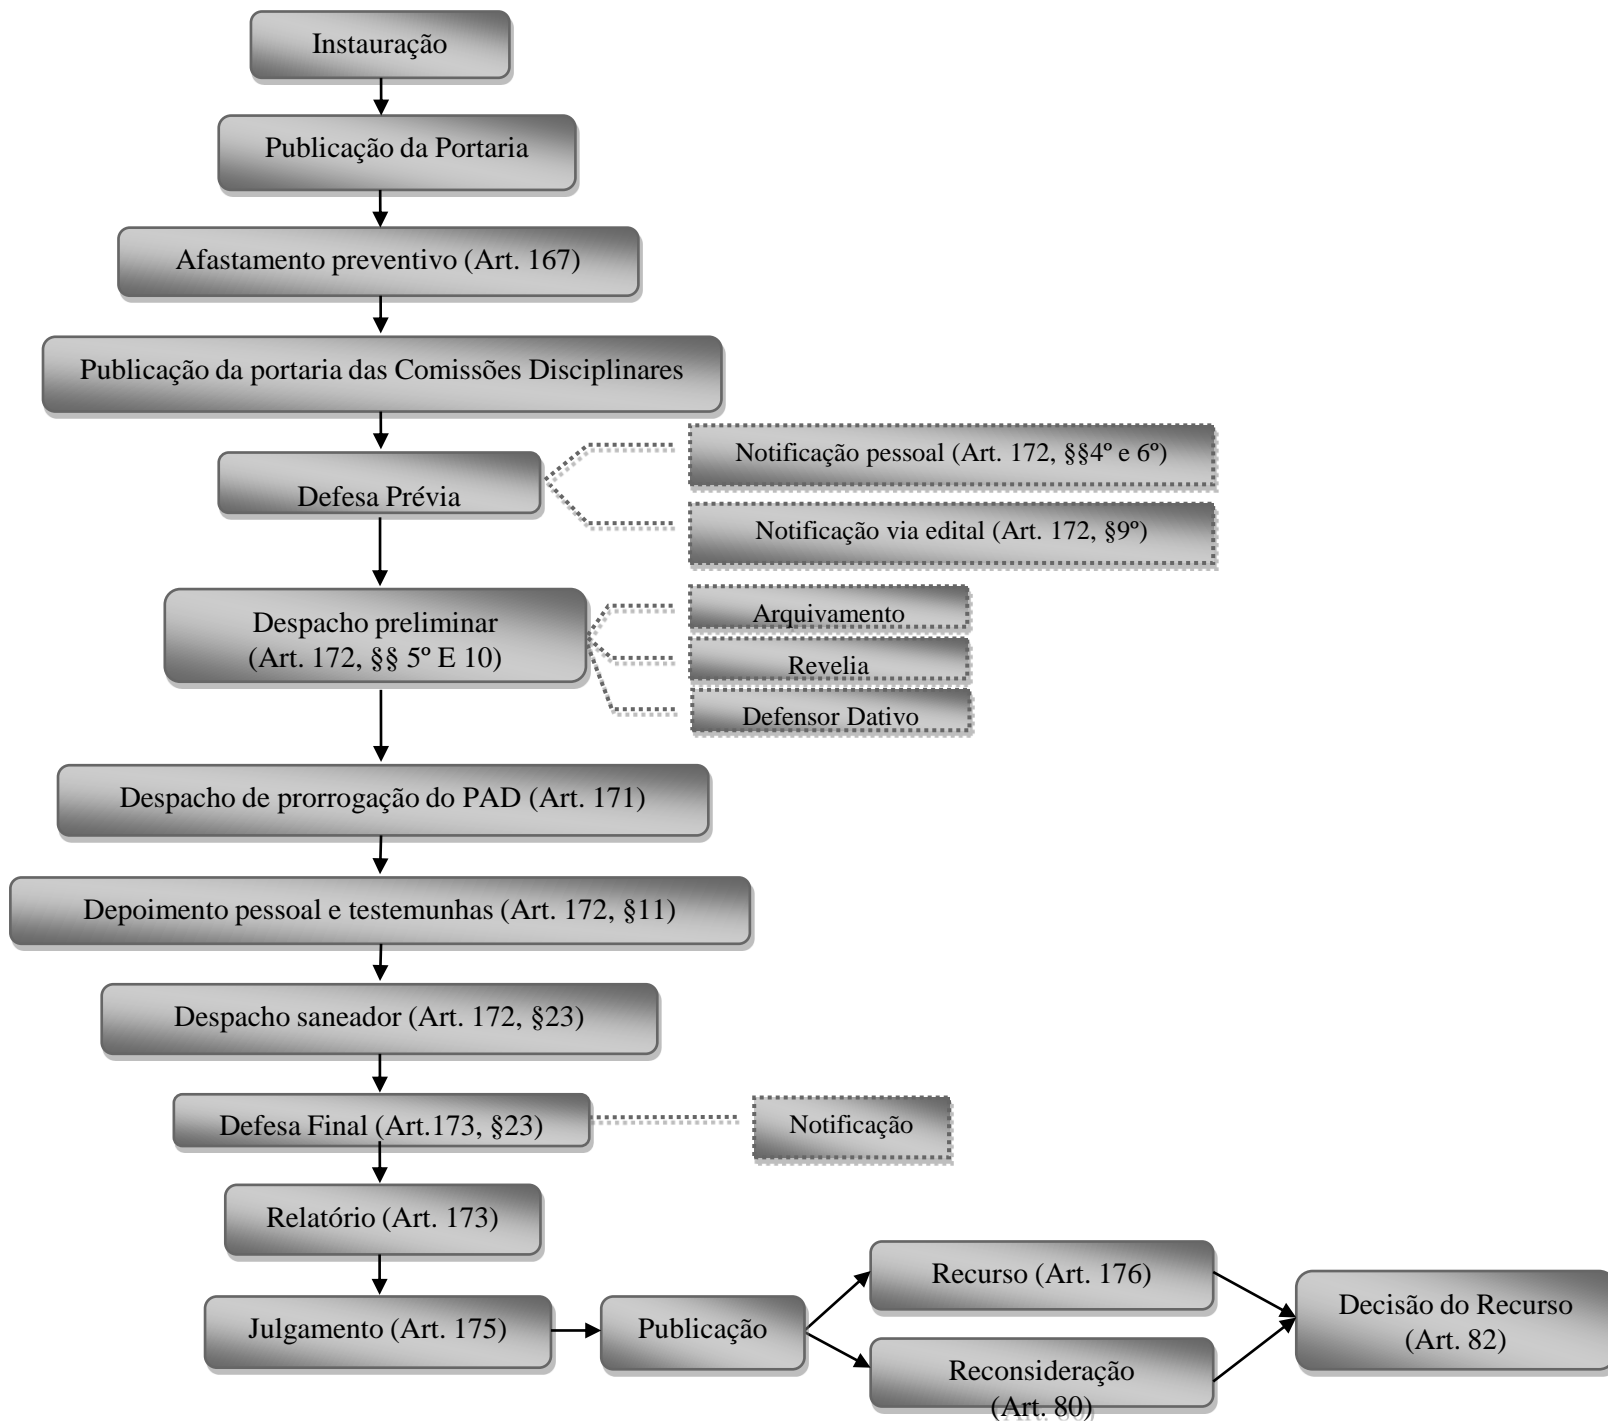 Instauração
Publicação da Portaria
Afastamento preventivo (Art. 167)
Publicação da portaria das Comissões Disciplinares
Defesa Prévia
Notificação pessoal (Art. 172, §§4º e 6º)
Notificação via edital (Art. 172, §9º)
Despacho preliminar
(Art. 172, §§ 5º E 10)
Arquivamento
Revelia
Defensor Dativo
Despacho de prorrogação do PAD (Art. 171)
Depoimento pessoal e testemunhas (Art. 172, §11)
Despacho saneador (Art. 172, §23)
Defesa Final (Art.173, §23)
Notificação
Relatório (Art. 173)
Julgamento (Art. 175)
Publicação
Recurso (Art. 176)
Reconsideração
(Art. 80)
Decisão do Recurso
(Art. 82)